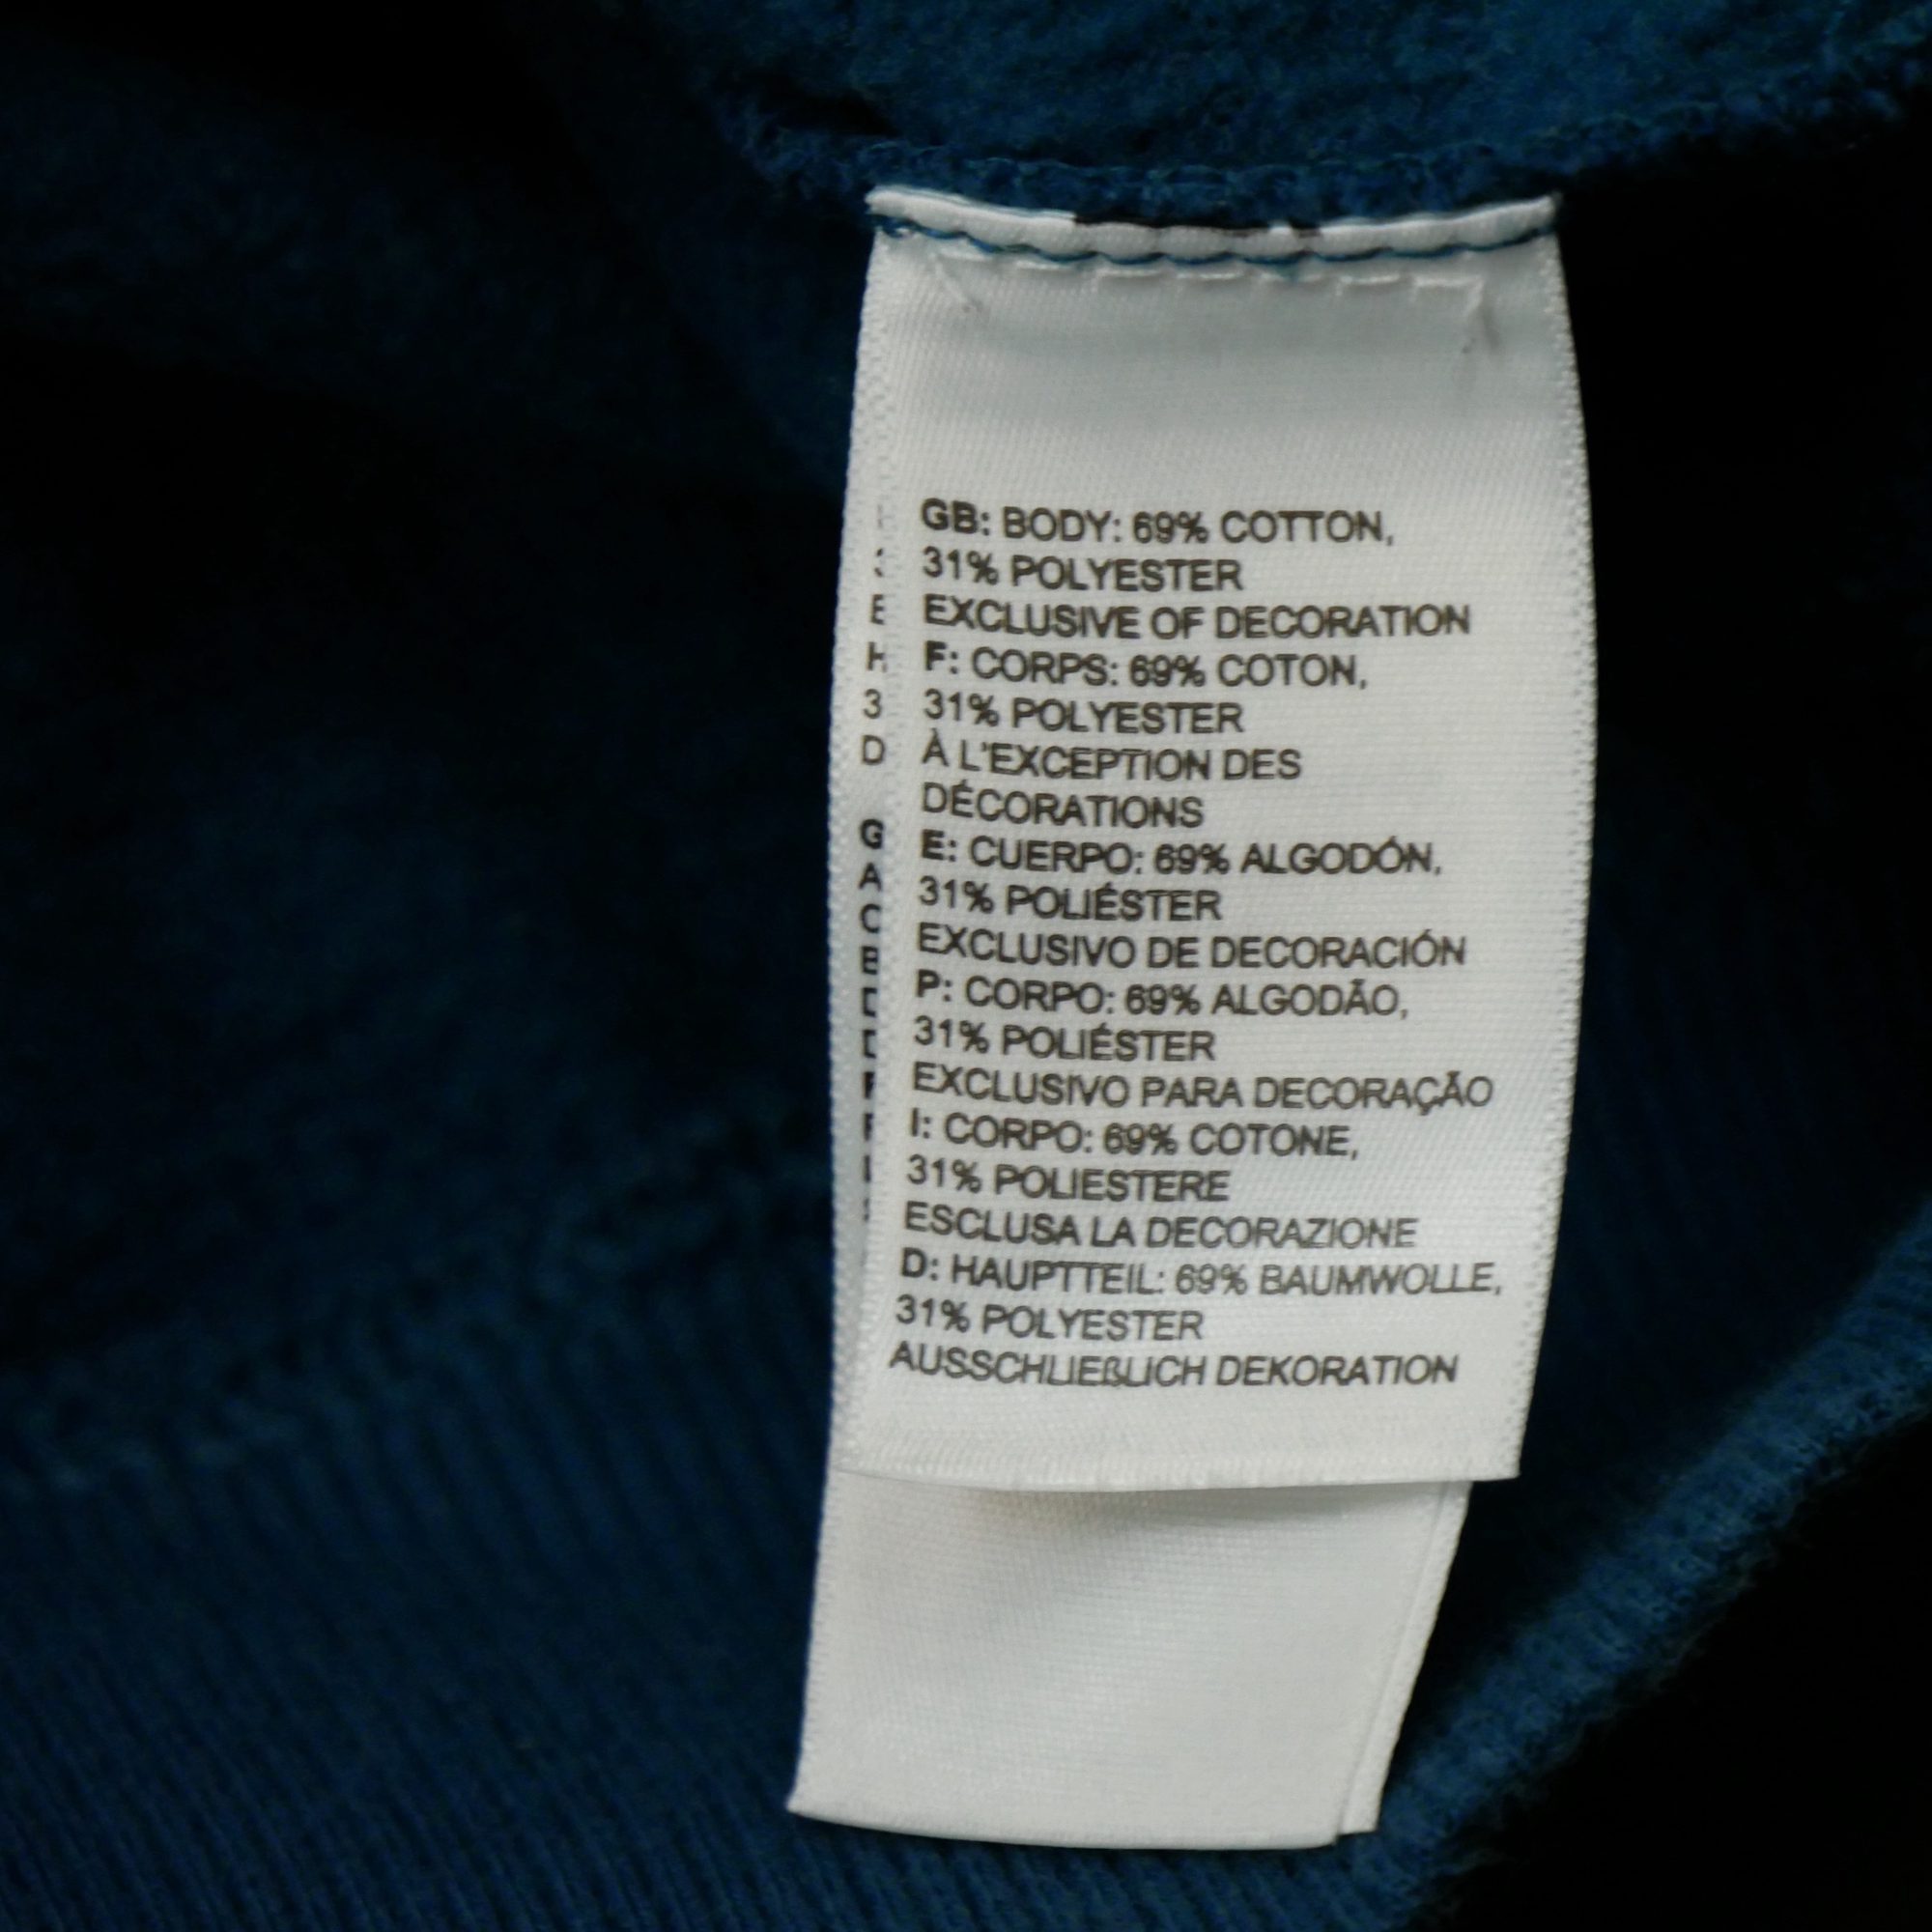 GB: BODY: 69% COTTON,
31% POLYESTER
EXCLUSIVE OF DECORATION
F: CORPS: 69% COTON,
31% POLYESTER
À L'EXCEPTION DES
DÉCORATIONS
E: CUERPO: 69% ALGODÓN,
31% POLIÉSTER
EXCLUSIVO DE DECORACIÓN
P: CORPO: 69% ALGODÃO,
31% POLIÉSTER
EXCLUSIVO PARA DECORAÇÃO
I: CORPO: 69% COTONE,
31% POLIESTERE
ESCLUSA LA DECORAZIONE
D: HAUPTTEIL: 69% BAUMWOLLE,
31% POLYESTER
AUSSCHLIEßLICH DEKORATION